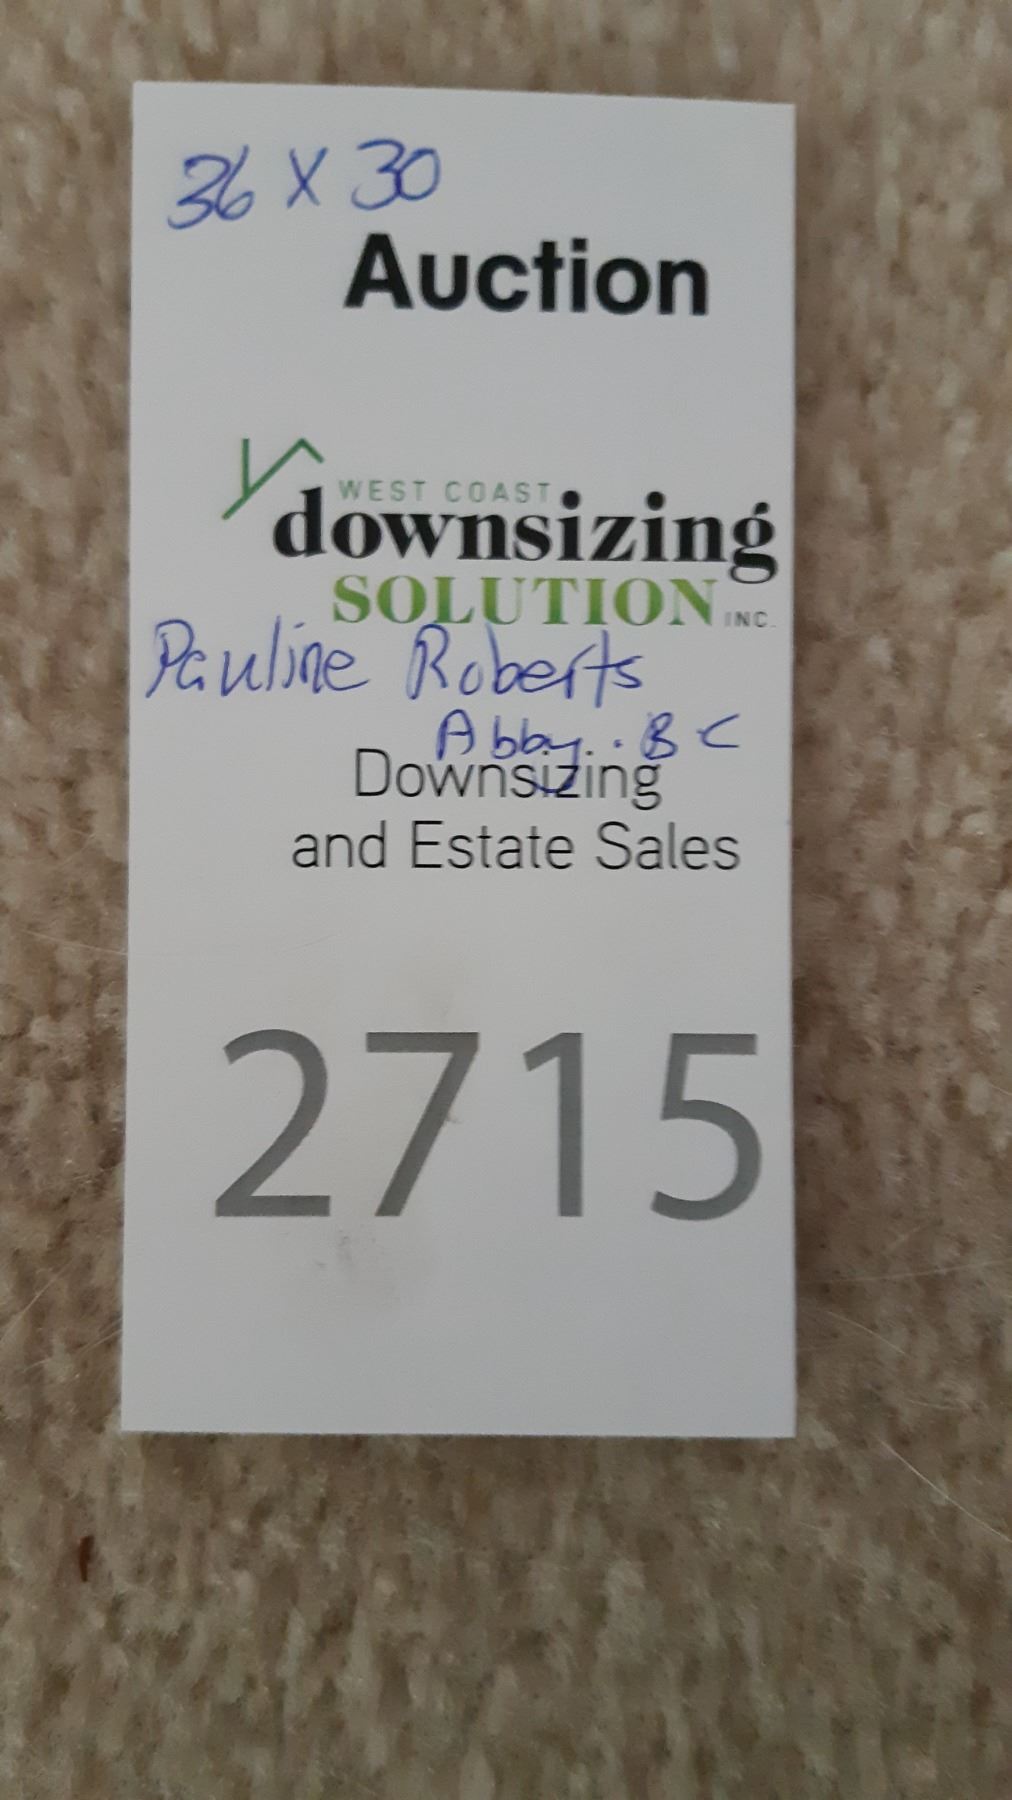 36 x 30
Auction
WEST COAST
downsizing
SOLUTION INC.
Pauline Roberts
Abby. BC
Downsizing
and Estate Sales
2715